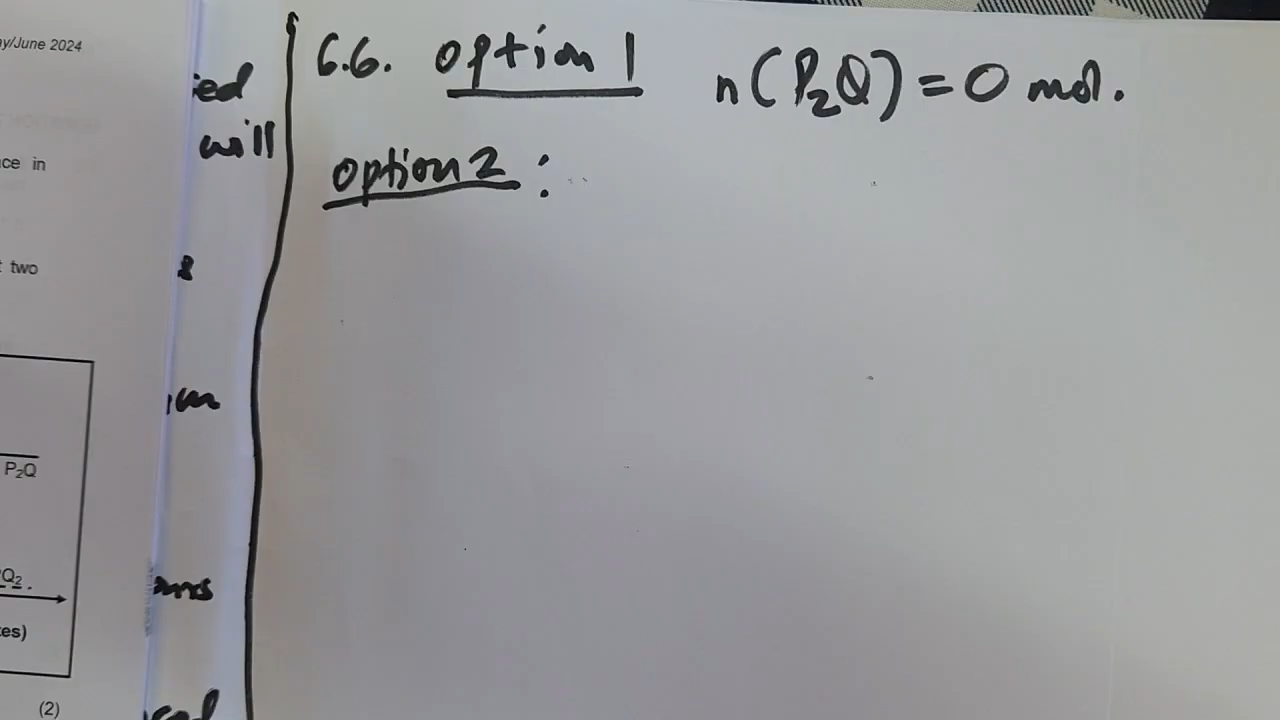 y/June 2024
ce in
two
P₂Q
Q₂.
es)
(2)
ied
will
6.6. option 1 n(P₂Q) = 0 mol.
option 2 :